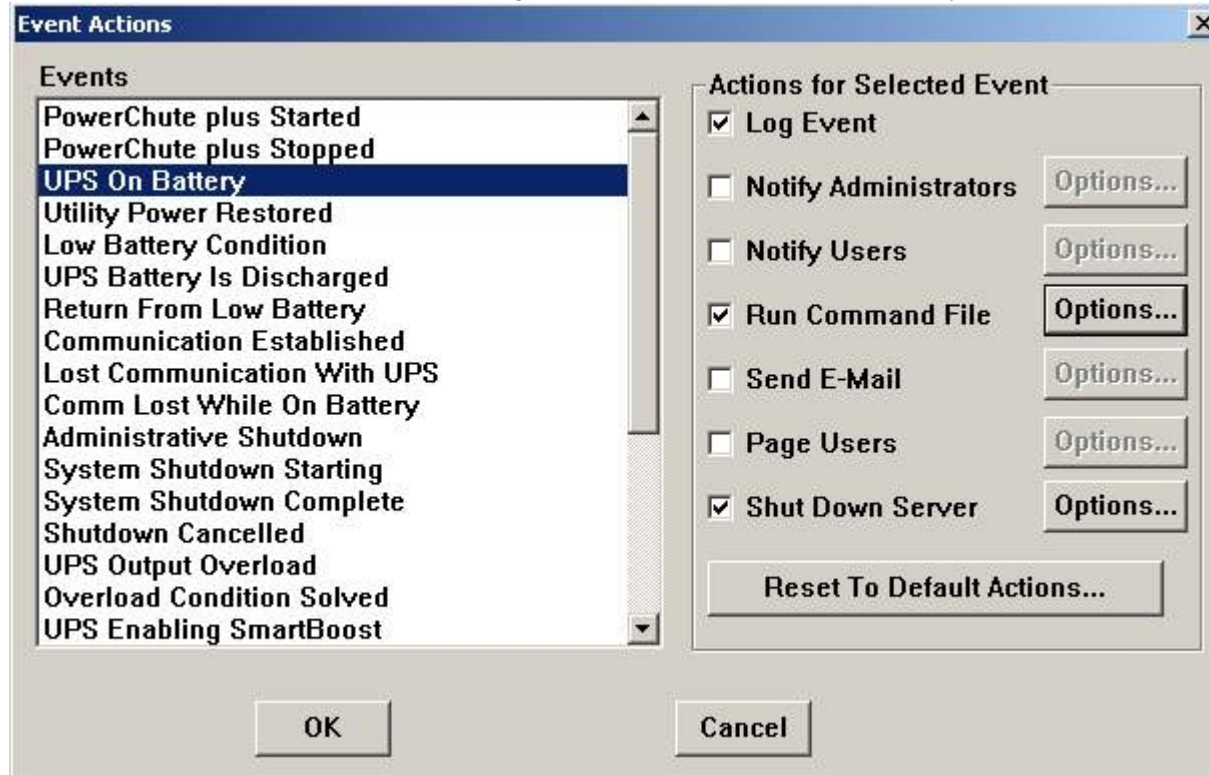 Event Actions
Events
PowerChute plus Started
PowerChute plus Stopped
UPS On Battery
Utility Power Restored
Low Battery Condition
UPS Battery Is Discharged
Return From Low Battery
Communication Established
Lost Communication With UPS
Comm Lost While On Battery
Administrative Shutdown
System Shutdown Starting
System Shutdown Complete
Shutdown Cancelled
UPS Output Overload
Overload Condition Solved
UPS Enabling SmartBoost
Actions for Selected Event
Log Event
Notify Administrators Options...
Notify Users Options...
Run Command File Options...
Send E-Mail Options...
Page Users Options...
Shut Down Server Options...
Reset To Default Actions...
OK Cancel